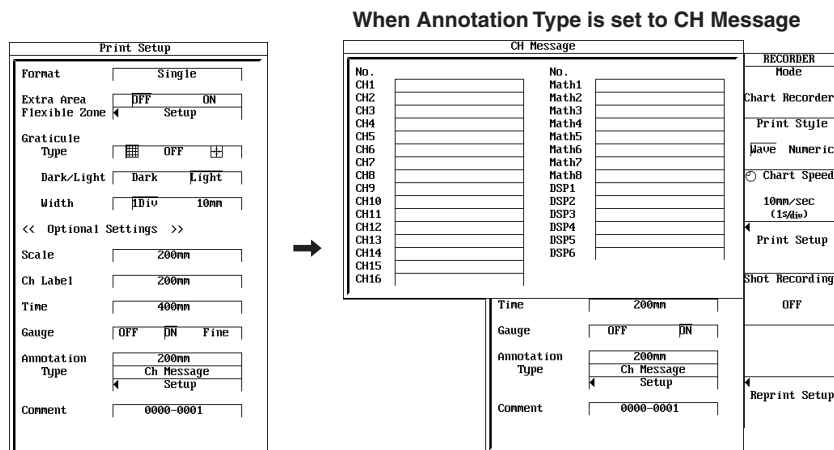 When Annotation Type is set to CH Message
Print Setup
Format Single
Extra Area OFF ON
Flexible Zone Setup
Graticule
Type OFF
Dark/Light Dark Light
Width 1Div 10mm
<< Optional Settings >>
Scale 200mm
Ch Label 200mm
Time 400mm
Gauge OFF ON Fine
Annotation 200mm
Type Ch Message
Setup
Comment 0000-0001
CH Message
No. No.
CH1 Math1
CH2 Math2
CH3 Math3
CH4 Math4
CH5 Math5
CH6 Math6
CH7 Math7
CH8 Math8
CH9 DSP1
CH10 DSP2
CH11 DSP3
CH12 DSP4
CH13 DSP5
CH14 DSP6
CH15
CH16
Time 200mm
Gauge OFF ON
Annotation 200mm
Type Ch Message
Setup
Comment 0000-0001
RECORDER
Mode
Chart Recorder
Print Style
Wave Numeric
Chart Speed
10mm/sec
(1s/div)
Print Setup
Shot Recording
OFF
Reprint Setup